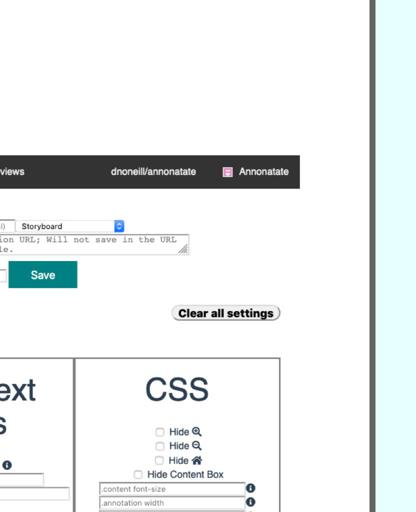 views dnoneill/annonatate Annonatate
Storyboard
ion URL; Will not save in the URL
le.
Save
Clear all settings
ext CSS
s
Hide
Hide
Hide
Hide Content Box
.content font-size
.annotation width